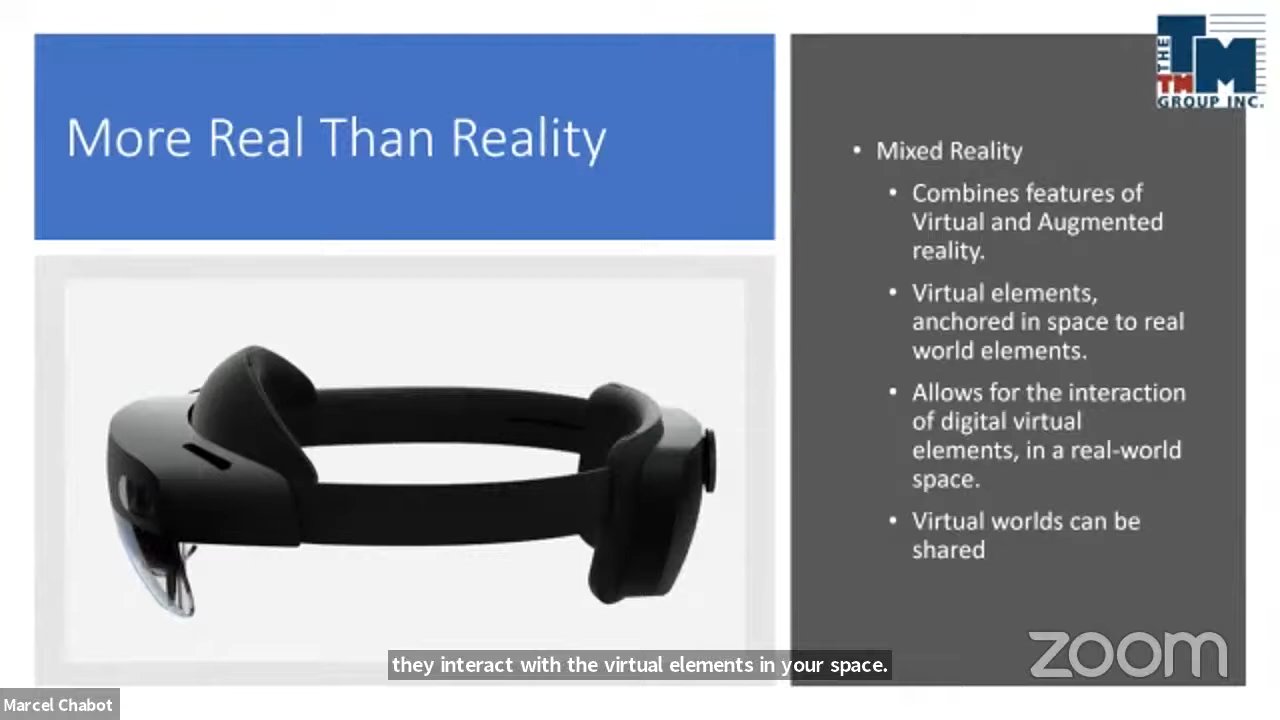 THE
TM
GROUP INC.
More Real Than Reality
• Mixed Reality
• Combines features of
Virtual and Augmented
reality.
• Virtual elements,
anchored in space to real
world elements.
• Allows for the interaction
of digital virtual
elements, in a real-world
space.
• Virtual worlds can be
shared
zoom
they interact with the virtual elements in your space.
Marcel Chabot